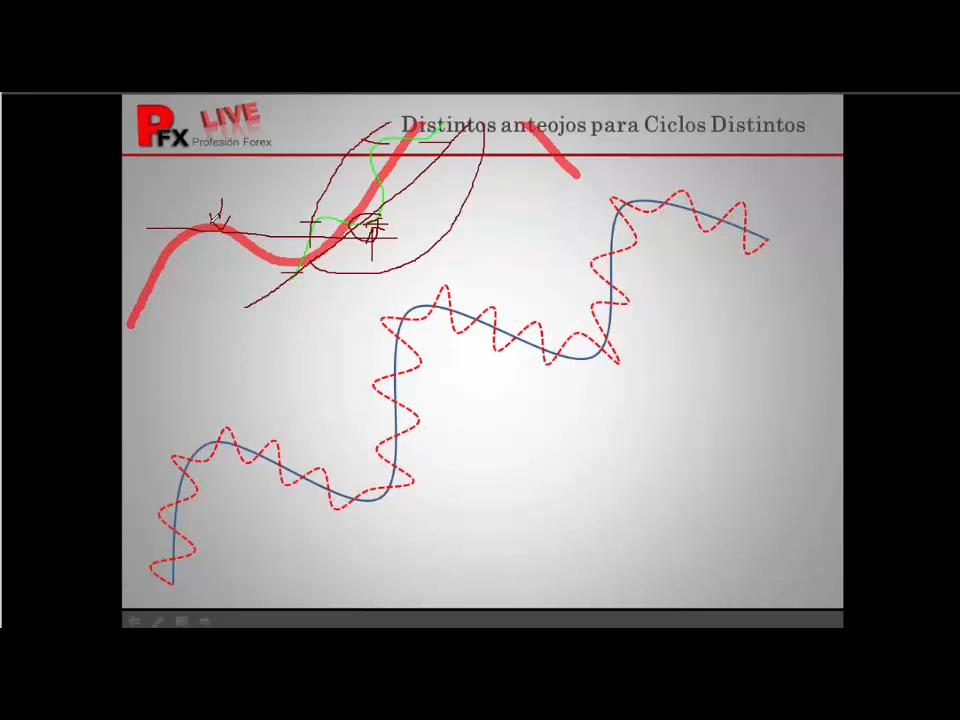 PFX LIVE
Profesión Forex
Distintos anteojos para Ciclos Distintos